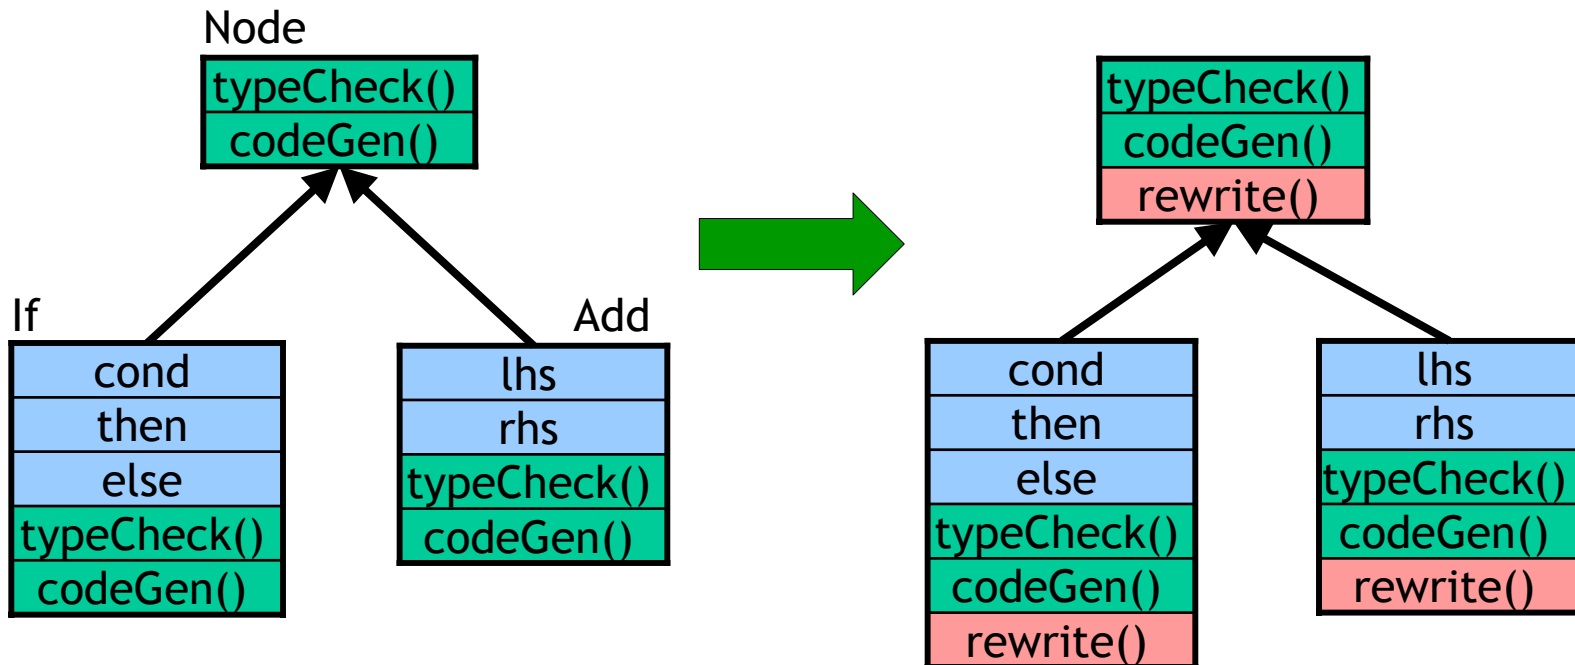 Node
typeCheck()
codeGen()
If
cond
then
else
typeCheck()
codeGen()
Add
lhs
rhs
typeCheck()
codeGen()
typeCheck()
codeGen()
rewrite()
cond
then
else
typeCheck()
codeGen()
rewrite()
lhs
rhs
typeCheck()
codeGen()
rewrite()